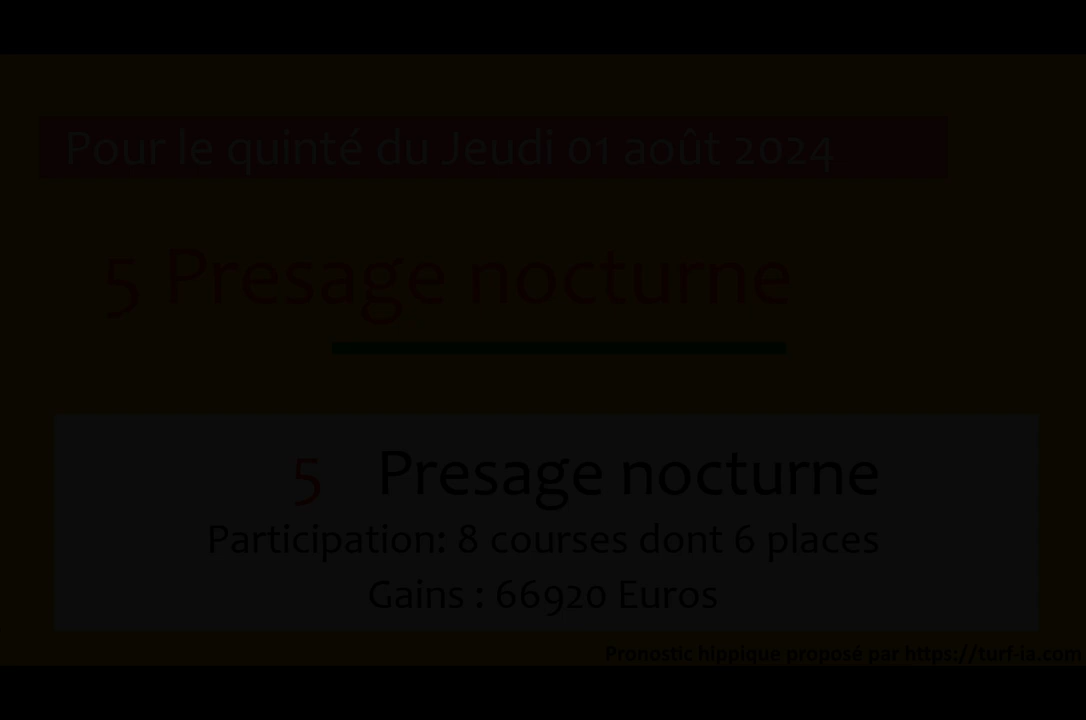 Pour le quinté du Jeudi 01 août 2024
5 Presage nocturne
5 Presage nocturne
Participation: 8 courses dont 6 places
Gains : 66920 Euros
Pronostic hippique proposé par https://turf-ia.com